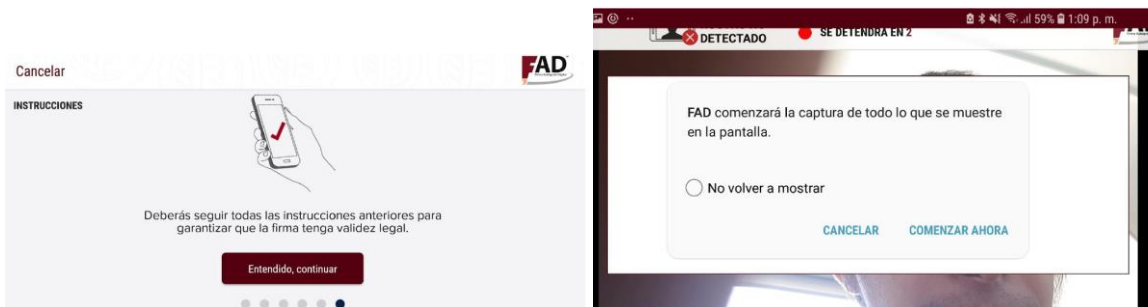 Cancelar
FAD
INSTRUCCIONES
Deberás seguir todas las instrucciones anteriores para
garantizar que la firma tenga validez legal.
Entendido, continuar
59% 1:09 p. m.
DETECTADO
SE DETENDRÁ EN 2
FAD comenzará la captura de todo lo que se muestre
en la pantalla.
No volver a mostrar
CANCELAR COMENZAR AHORA